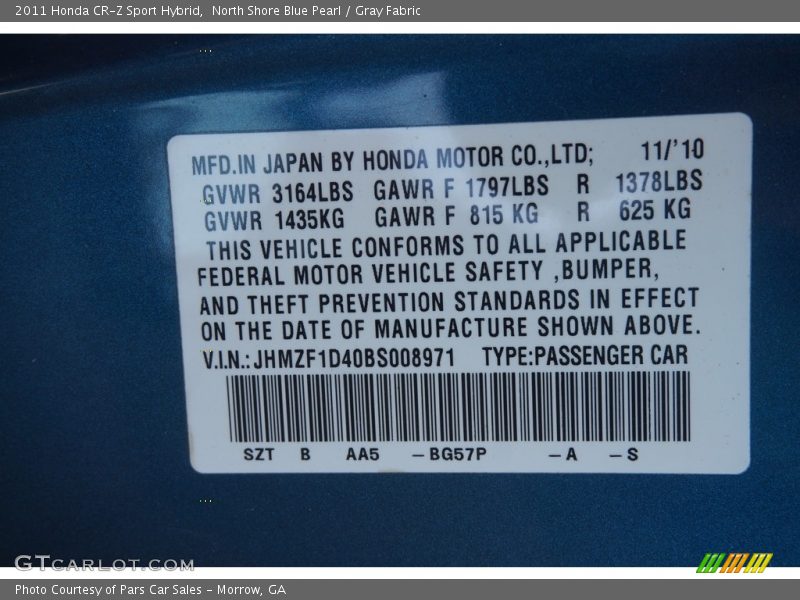 2011 Honda CR-Z Sport Hybrid,  North Shore Blue Pearl / Gray Fabric
MFD.IN JAPAN BY HONDA MOTOR CO.,LTD; 11/'10
GVWR 3164LBS GAWR F 1797LBS R 1378LBS
GVWR 1435KG GAWR F 815 KG R 625 KG
THIS VEHICLE CONFORMS TO ALL APPLICABLE
FEDERAL MOTOR VEHICLE SAFETY ,BUMPER,
AND THEFT PREVENTION STANDARDS IN EFFECT
ON THE DATE OF MANUFACTURE SHOWN ABOVE.
V.I.N.:JHMZF1D40BS008971 TYPE:PASSENGER CAR
SZT B AA5 -BG57P -A -S
GTCARLOT.COM
Photo Courtesy of Pars Car Sales - Morrow, GA